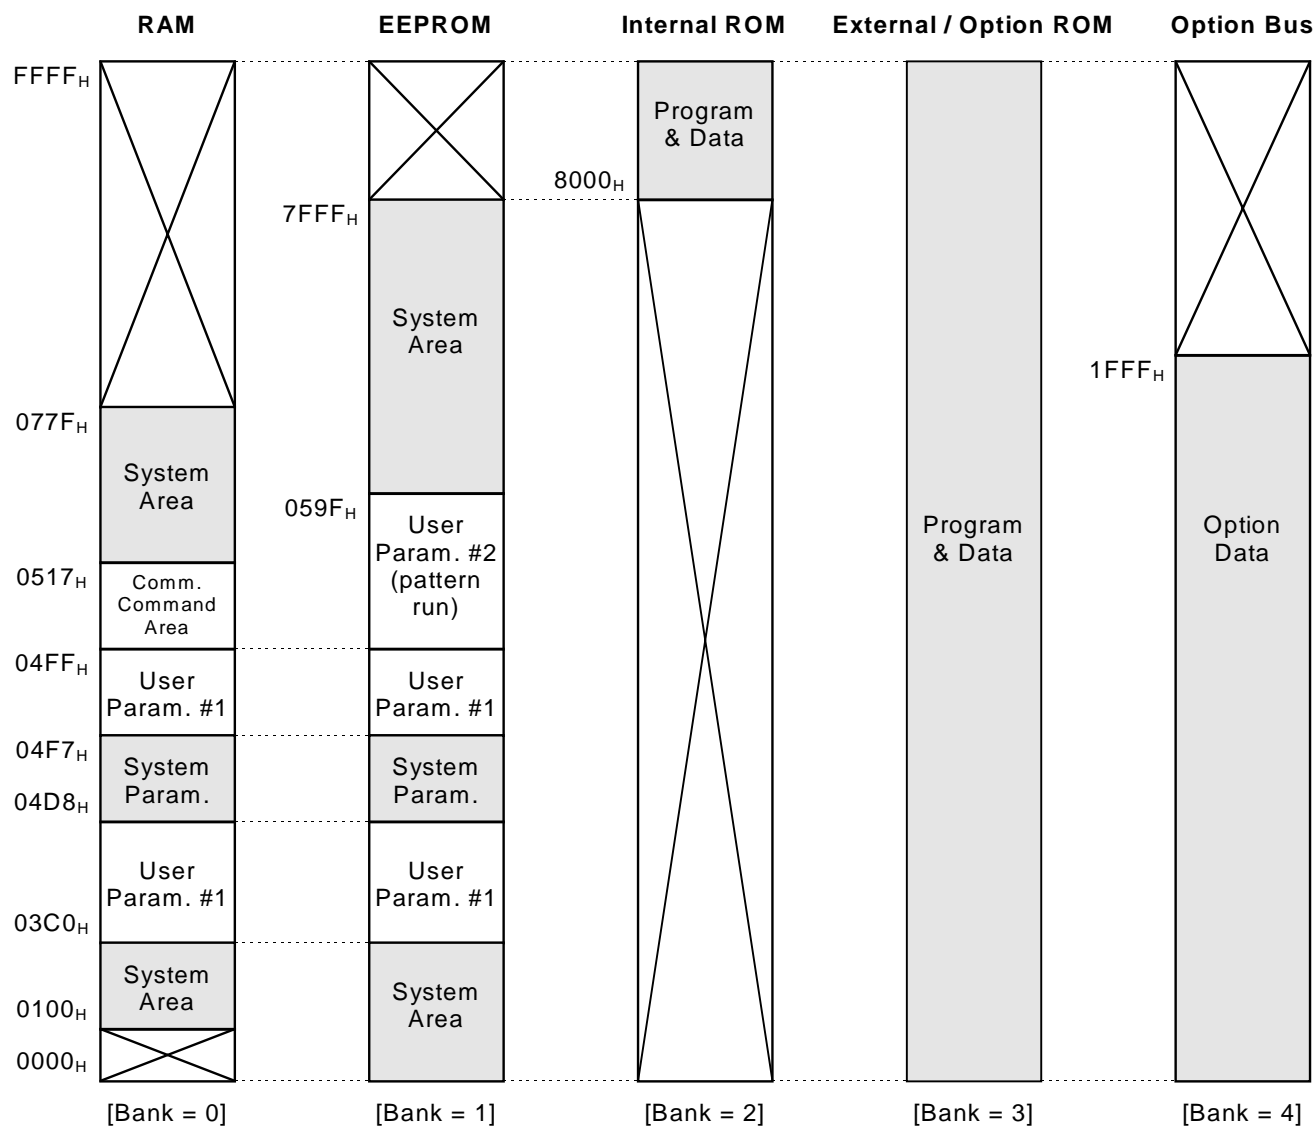 RAM
EEPROM
Internal ROM
External / Option ROM
Option Bus
FFFFH
077FH
0517H
04FFH
04F7H
04D8H
03C0H
0100H
0000H
System
Area
Comm.
Command
Area
User
Param. #1
System
Param.
User
Param. #1
System
Area
[Bank = 0]
7FFFH
059FH
System
Area
User
Param. #2
(pattern
run)
User
Param. #1
System
Param.
User
Param. #1
System
Area
[Bank = 1]
8000H
Program
& Data
[Bank = 2]
Program
& Data
[Bank = 3]
1FFFH
Option
Data
[Bank = 4]